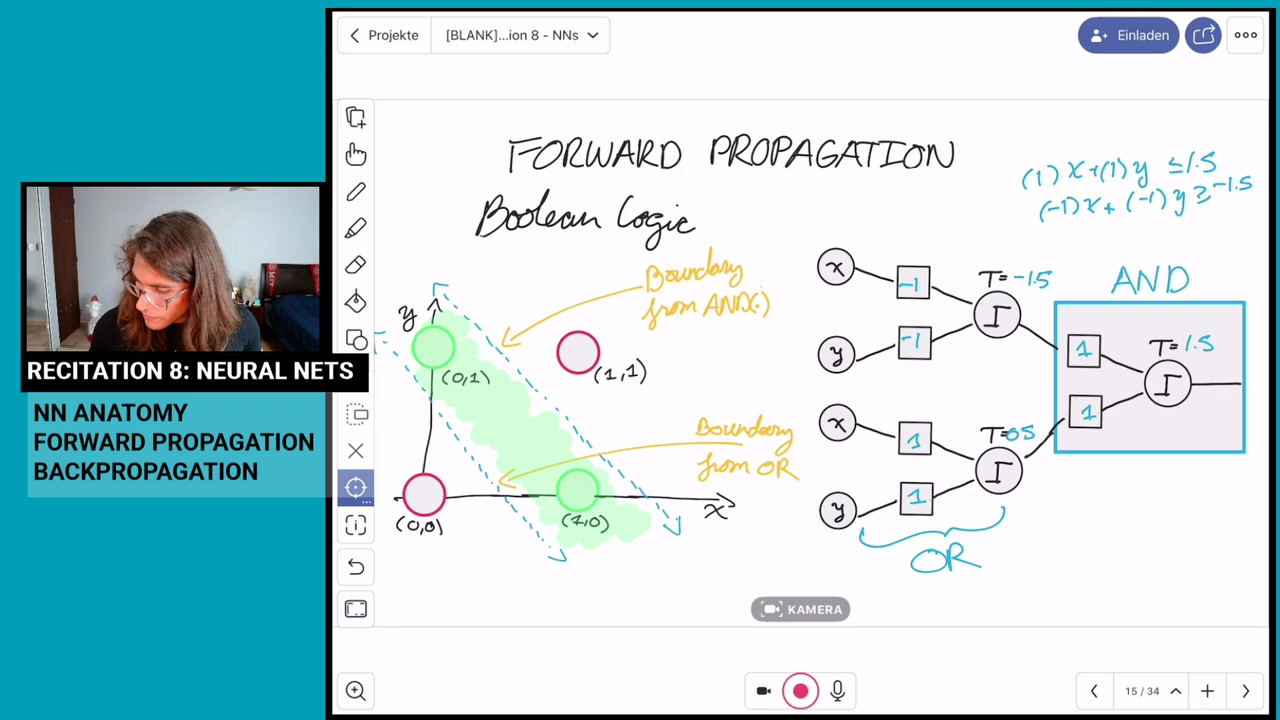 Projekte
[BLANK]...ion 8 - NNs
Einladen
FORWARD PROPAGATION
Boolean Logic
(1)x+(1)y ≤1.5
(-1)x+(-1)y ≥-1.5
RECITATION 8: NEURAL NETS
NN ANATOMY
FORWARD PROPAGATION
BACKPROPAGATION
Boundary
from AND(·)
y
(0,1)
(1,1)
Boundary
from OR
(0,0)
(1,0)
x
x
-1
T=-1.5
y
-1
I
x
1
T=0.5
y
1
I
OR
AND
1
T=1.5
1
I
KAMERA
15 / 34